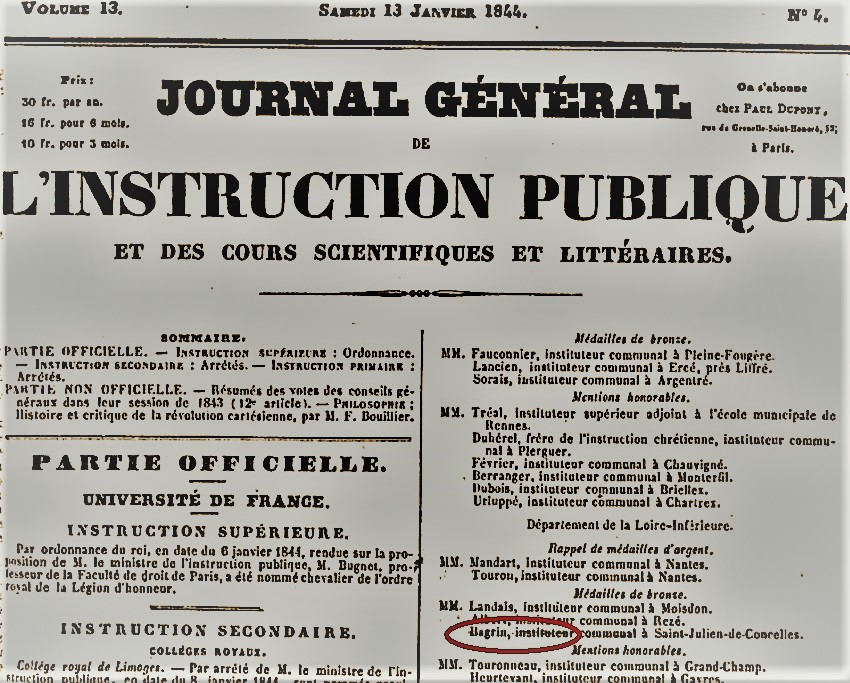 VOLUME 13.
SAMEDI 13 JANVIER 1844.
N° 4.
Prix :
30 fr. par an.
16 fr. pour 6 mois.
10 fr. pour 3 mois.
JOURNAL GÉNÉRAL
DE
L'INSTRUCTION PUBLIQUE
ET DES COURS SCIENTIFIQUES ET LITTÉRAIRES.
On s'abonne
chez PAUL DUPONT,
rue de Grenelle-Saint-Honoré, 55;
à Paris.
SOMMAIRE.
PARTIE OFFICIELLE. — INSTRUCTION SUPÉRIEURE : Ordonnance.
— INSTRUCTION SECONDAIRE : Arrêtés. — INSTRUCTION PRIMAIRE :
Arrêtés.
PARTIE NON OFFICIELLE. — Résumés des votes des conseils gé-
néraux dans leur session de 1843 (12e article). — PHILOSOPHIE :
Histoire et critique de la révolution cartésienne, par M. F. Bouillier.
PARTIE OFFICIELLE.
UNIVERSITÉ DE FRANCE.
INSTRUCTION SUPÉRIEURE.
Par ordonnance du roi, en date du 6 janvier 1844, rendue sur la pro-
position de M. le ministre de l'instruction publique, M. Bugnet, pro-
fesseur de la Faculté de droit de Paris, a été nommé chevalier de l'ordre
royal de la Légion d'honneur.
INSTRUCTION SECONDAIRE.
COLLÉGES ROYAUX.
Collége royal de Limoges. — Par arrêté de M. le ministre de l'in-
struction publique, en date du 8 janvier 1844
Médailles de bronze.
MM. Fauconnier, instituteur communal à Pleine-Fougère.
Lancien, instituteur communal à Ercé, près Liffré.
Sorais, instituteur communal à Argentré.
Mentions honorables.
MM. Tréal, instituteur supérieur adjoint à l'école municipale de
Rennes.
Duhérel, frère de l'instruction chrétienne, instituteur commu-
nal à Plerguer.
Février, instituteur communal à Chauvigné.
Berranger, instituteur communal à Monterfil.
Dubois, instituteur communal à Brielles.
Urluppé, instituteur communal à Chartres.
Département de la Loire-Inférieure.
Rappel de médailles d'argent.
MM. Mandart, instituteur communal à Nantes.
Tourou, instituteur communal à Nantes.
Médailles de bronze.
MM. Landais, instituteur communal à Moisdon.
instituteur communal à Rezé.
Hagrin, instituteur communal à Saint-Julien-de-Concelles.
Mentions honorables.
MM. Touronneau, instituteur communal à Grand-Champ.
Heurtevant, instituteur communal à Gavres.